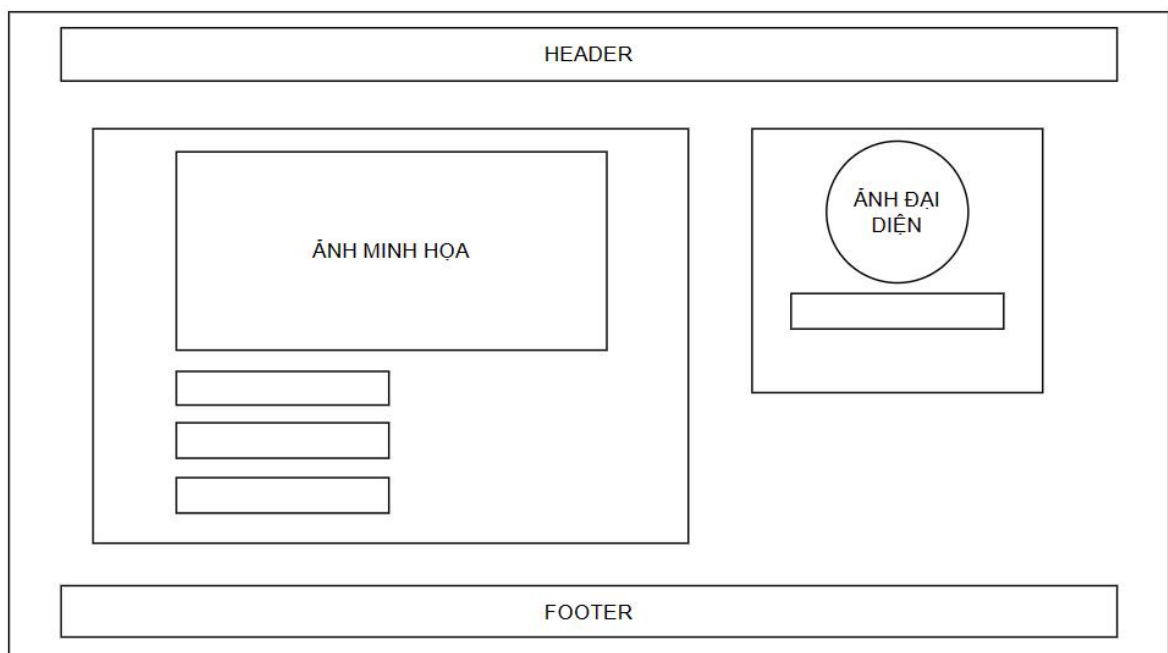 HEADER
ẢNH MINH HỌA
ẢNH ĐẠI
DIỆN
FOOTER